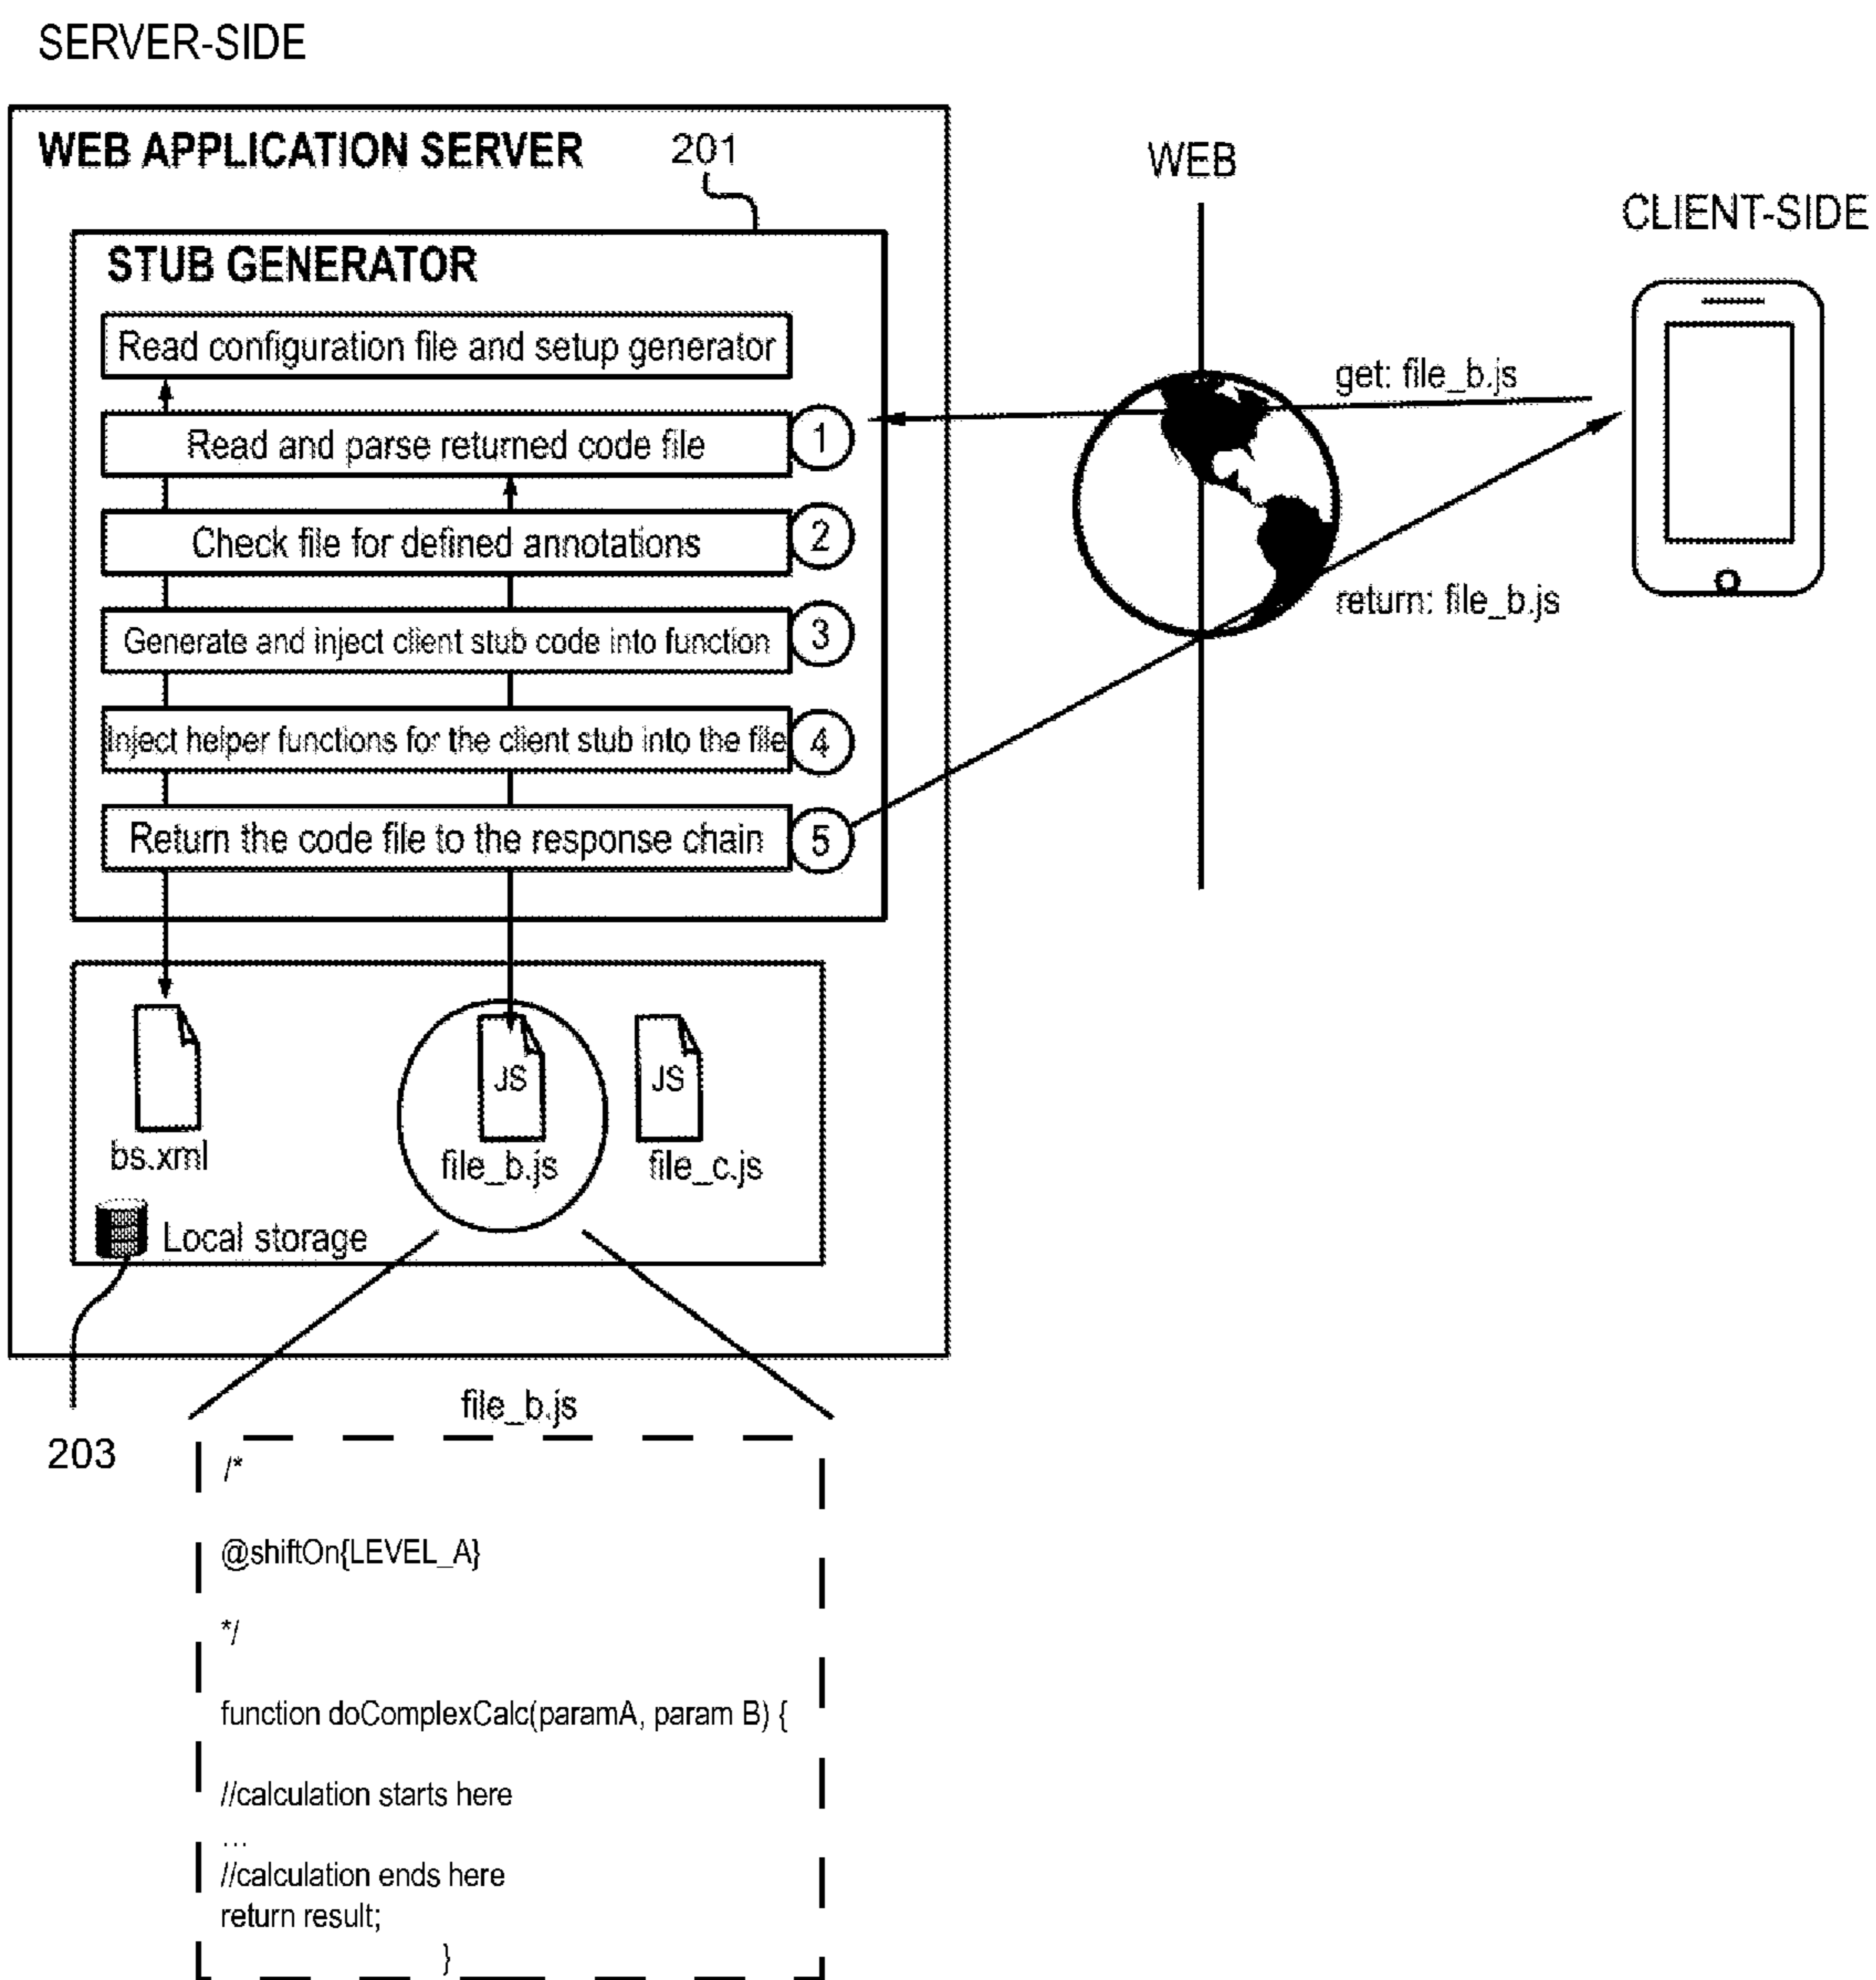 SERVER-SIDE
WEB APPLICATION SERVER
201
STUB GENERATOR
Read configuration file and setup generator
Read and parse returned code file
1
Check file for defined annotations
2
Generate and inject client stub code into function
3
Inject helper functions for the client stub into the file
4
Return the code file to the response chain
5
WEB
CLIENT-SIDE
get: file_b.js
return: file_b.js
JS
JS
bs.xml
file_b.js
file_c.js
Local storage
203
file_b.js
/*
@shiftOn{LEVEL_A}
*/
function doComplexCalc(paramA, param B) {
//calculation starts here
...
//calculation ends here
return result;
}